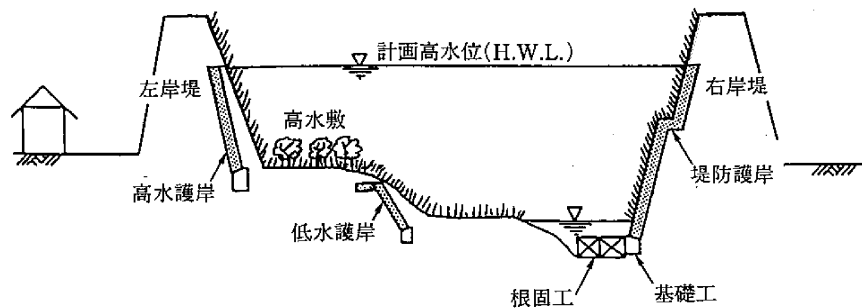 計画高水位(H.W.L.)
左岸堤
右岸堤
高水敷
堤防護岸
高水護岸
低水護岸
根固工
基礎工